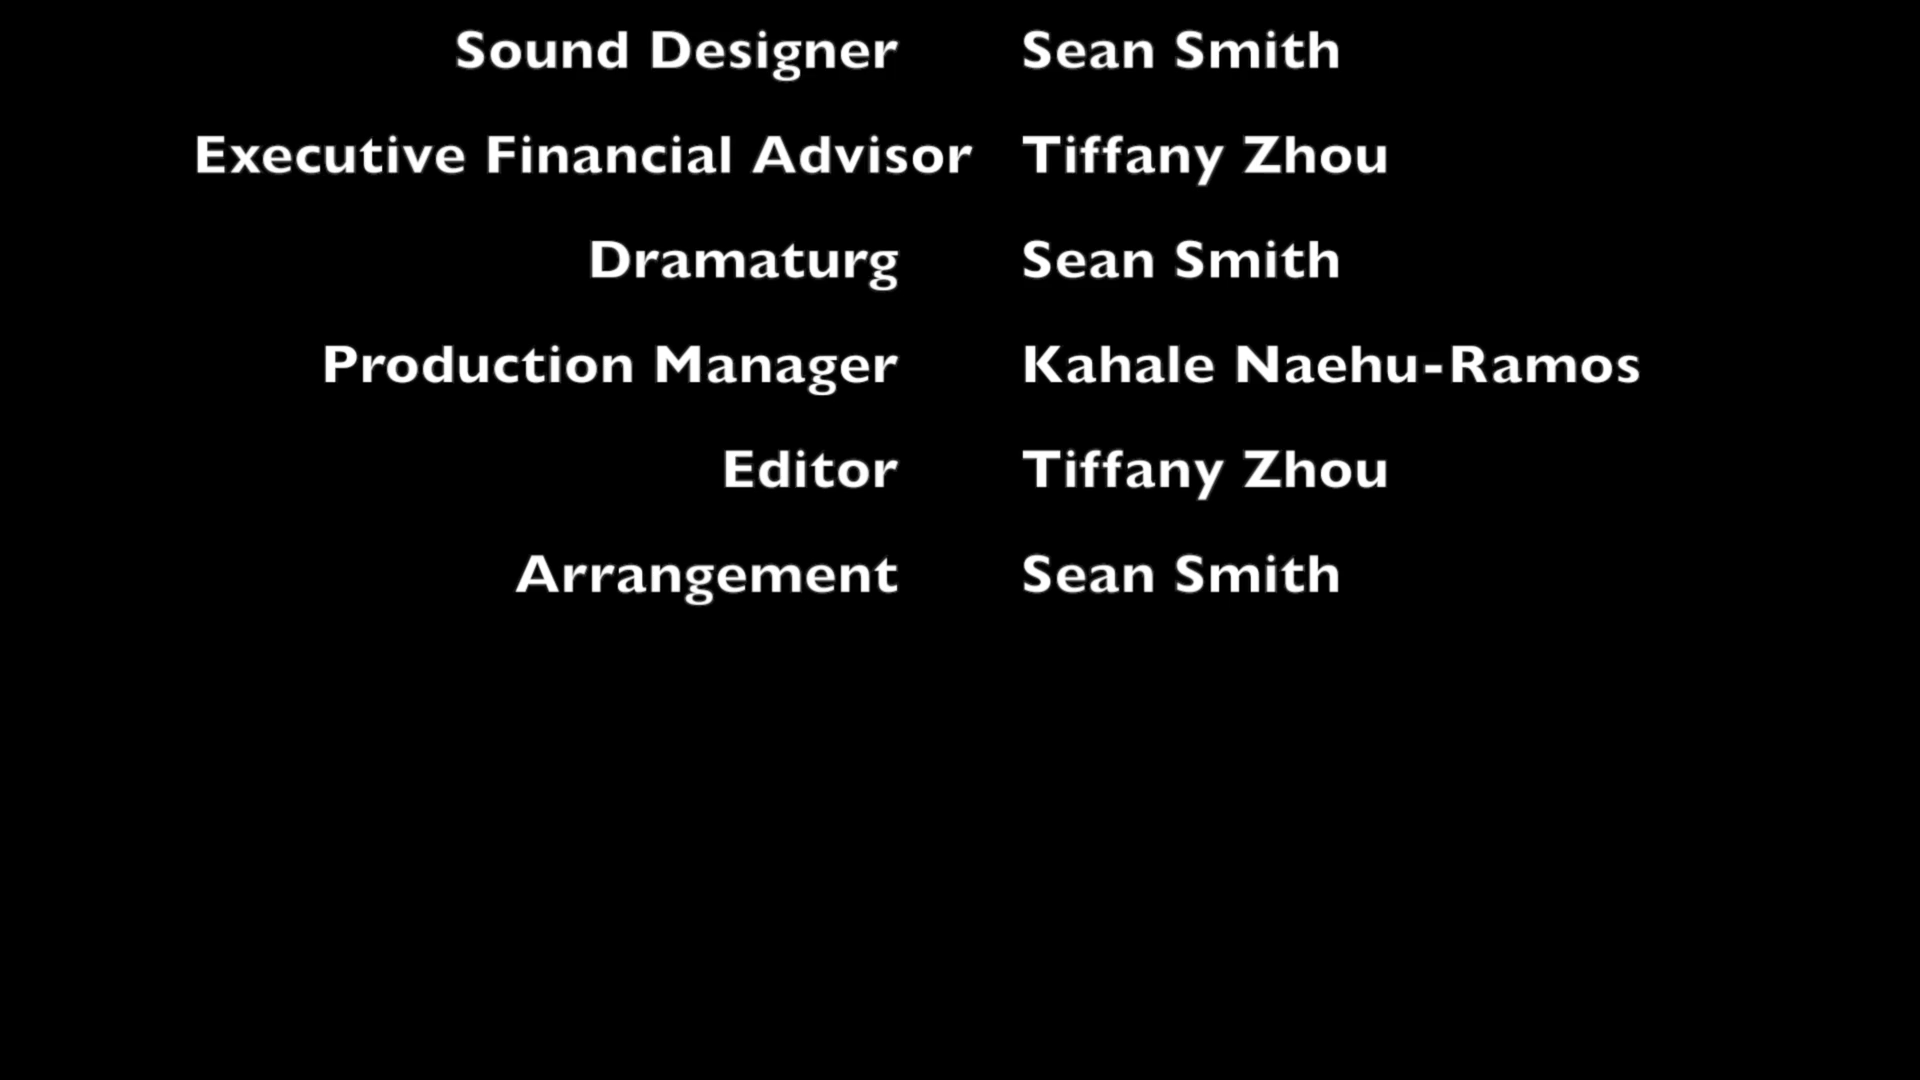 Sound Designer Sean Smith
Executive Financial Advisor Tiffany Zhou
Dramaturg Sean Smith
Production Manager Kahale Naehu-Ramos
Editor Tiffany Zhou
Arrangement Sean Smith